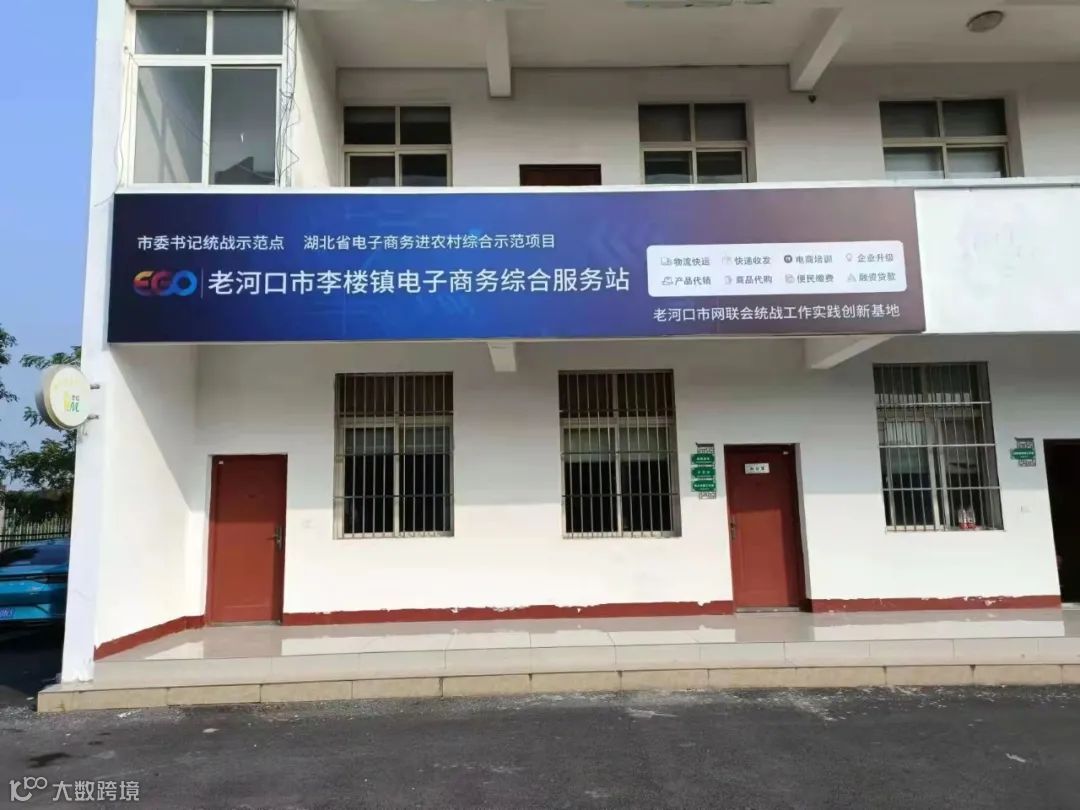 市委书记统战示范点 湖北省电子商务进农村综合示范项目
EGO 老河口市李楼镇电子商务综合服务站
物流快运 快递收发 电商培训 企业升级
产品代销 商品代购 便民缴费 融资贷款
老河口市网联会统战工作实践创新基地
大数跨境